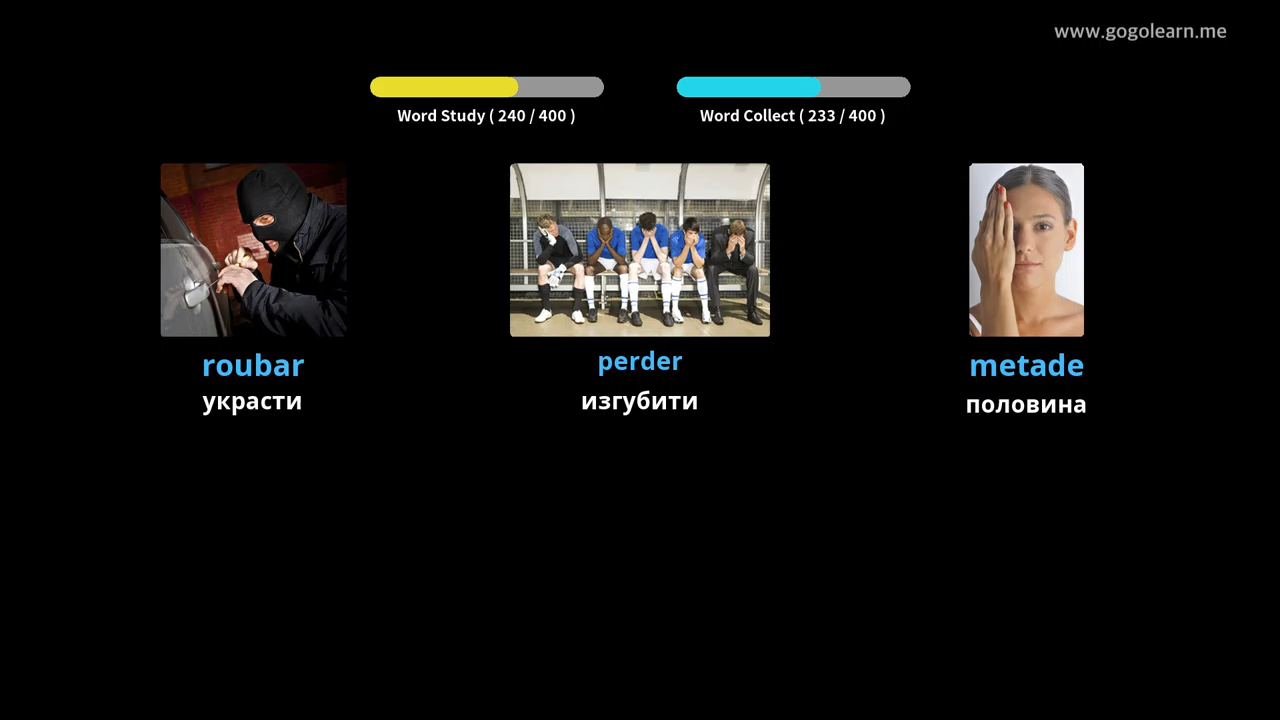 www.gogolearn.me
Word Study ( 240 / 400 )
Word Collect ( 233 / 400 )
roubar
украсти
perder
изгубити
metade
половина